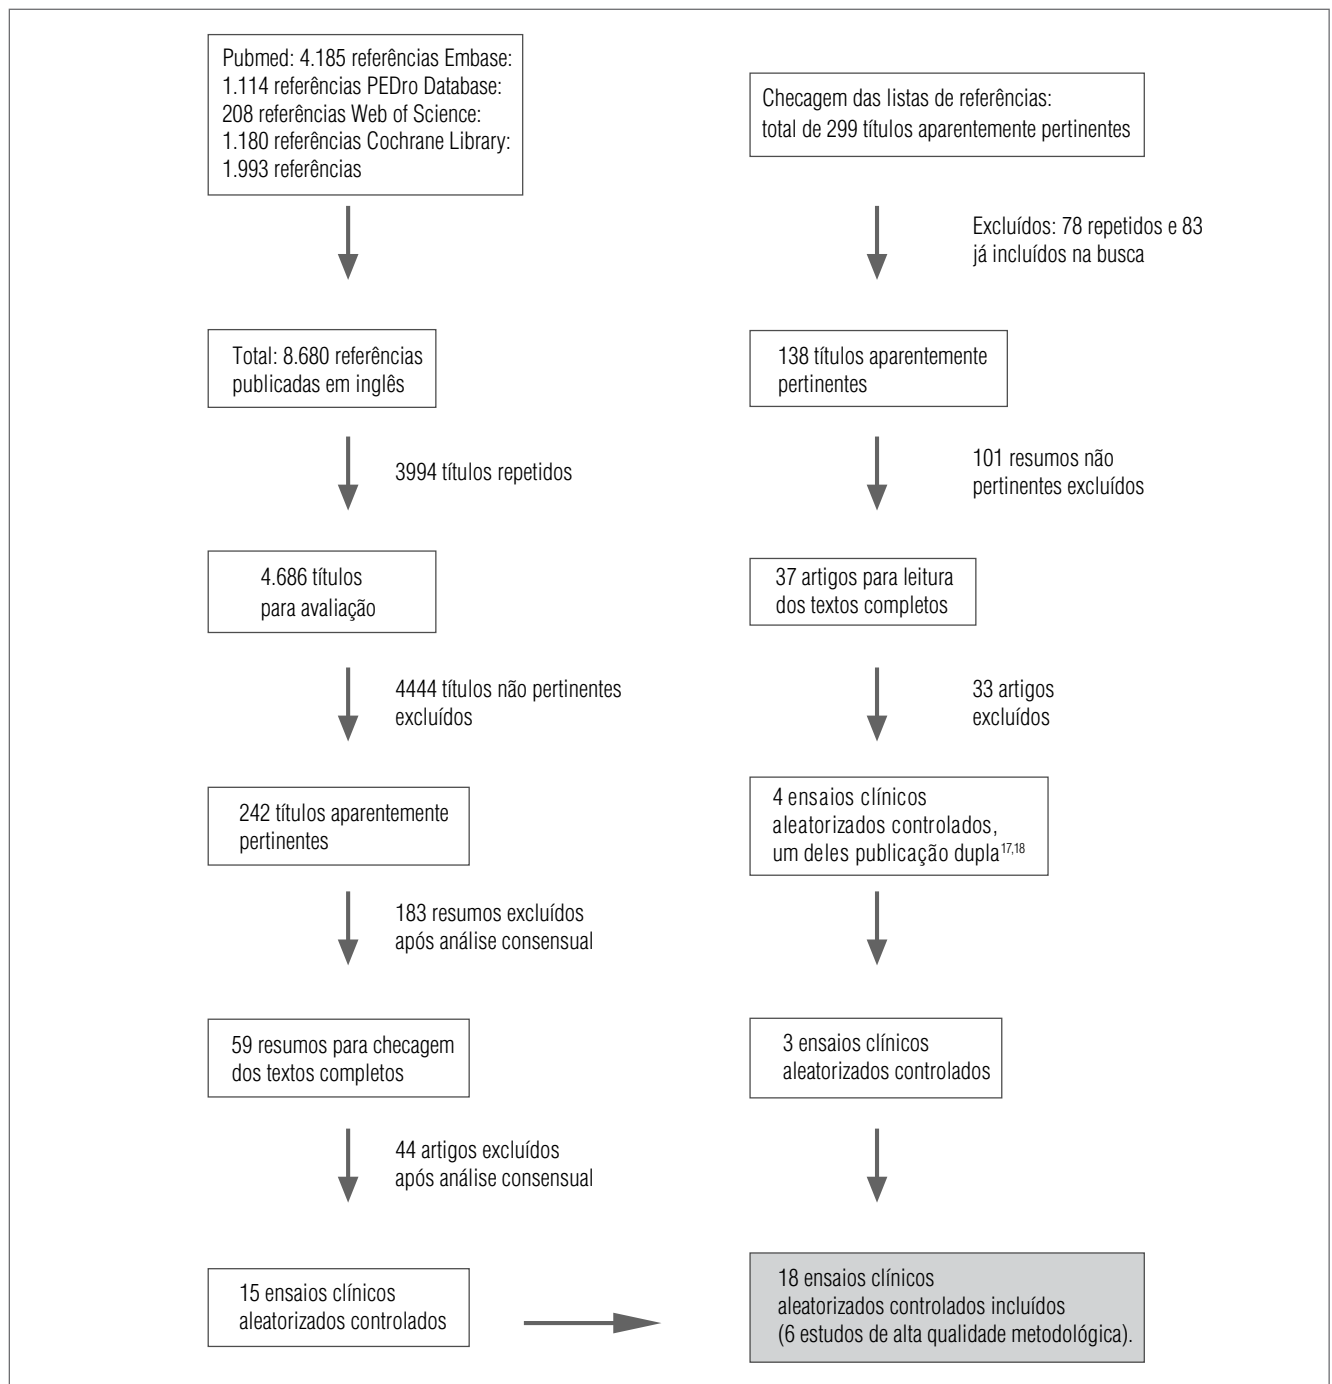 Pubmed: 4.185 referências Embase:
1.114 referências PEDro Database:
208 referências Web of Science:
1.180 referências Cochrane Library:
1.993 referências
Total: 8.680 referências
publicadas em inglês
3994 títulos repetidos
4.686 títulos
para avaliação
4444 títulos não pertinentes
excluídos
242 títulos aparentemente
pertinentes
183 resumos excluídos
após análise consensual
59 resumos para checagem
dos textos completos
44 artigos excluídos
após análise consensual
15 ensaios clínicos
aleatorizados controlados
Checagem das listas de referências:
total de 299 títulos aparentemente pertinentes
Excluídos: 78 repetidos e 83
já incluídos na busca
138 títulos aparentemente
pertinentes
101 resumos não
pertinentes excluídos
37 artigos para leitura
dos textos completos
33 artigos
excluídos
4 ensaios clínicos
aleatorizados controlados,
um deles publicação dupla17,18
3 ensaios clínicos
aleatorizados controlados
18 ensaios clínicos
aleatorizados controlados incluídos
(6 estudos de alta qualidade metodológica).